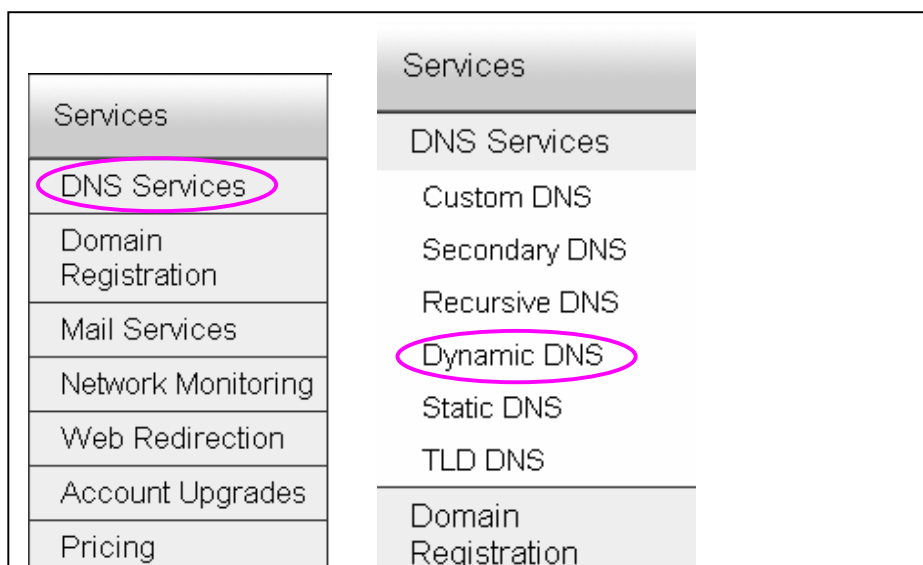 Services
DNS Services
Domain
Registration
Mail Services
Network Monitoring
Web Redirection
Account Upgrades
Pricing
Services
DNS Services
Custom DNS
Secondary DNS
Recursive DNS
Dynamic DNS
Static DNS
TLD DNS
Domain
Registration